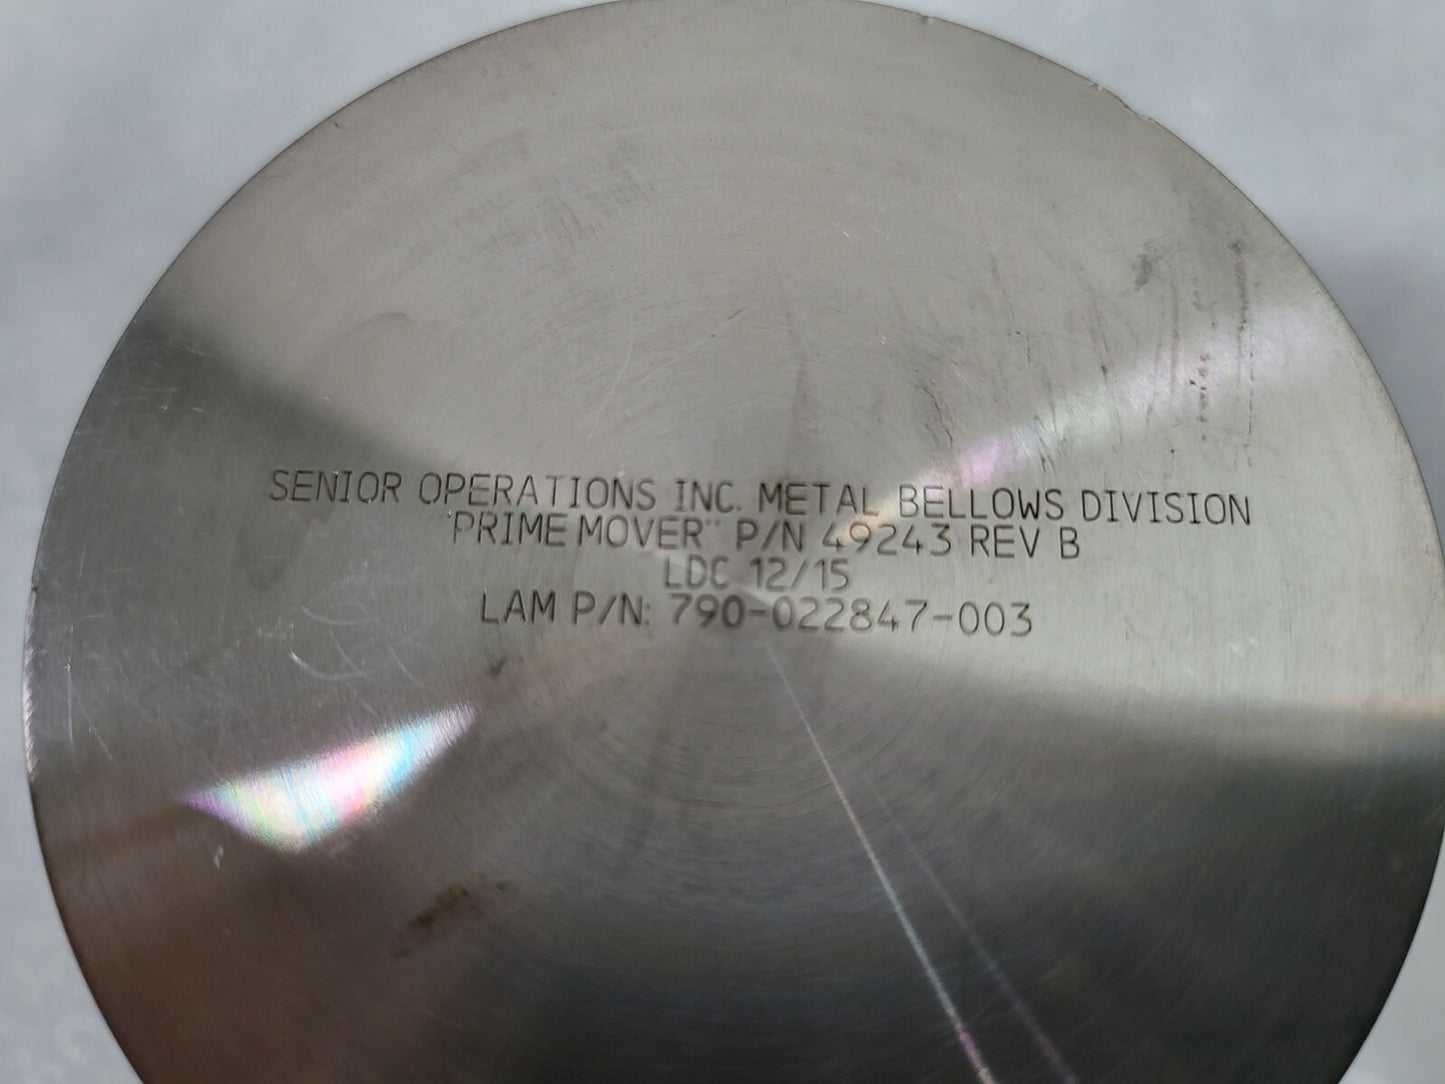 SENIOR OPERATIONS INC. METAL BELLOWS DIVISION
"PRIME MOVER" P/N 49243 REV B
LDC 12/15
LAM P/N: 790-022847-003